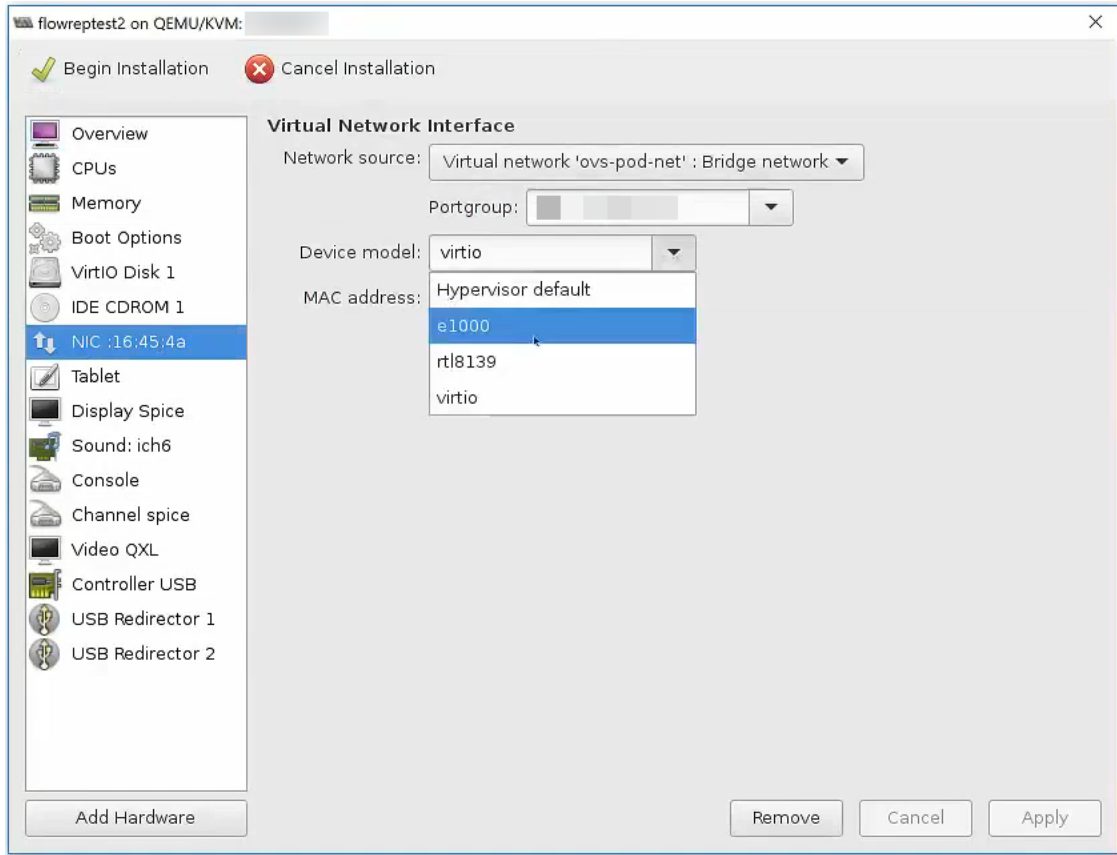 flowreptest2 on QEMU/KVM:
Begin Installation
Cancel Installation
Overview
CPUs
Memory
Boot Options
VirtIO Disk 1
IDE CDROM 1
NIC :16:45:4a
Tablet
Display Spice
Sound: ich6
Console
Channel spice
Video QXL
Controller USB
USB Redirector 1
USB Redirector 2
Add Hardware
Virtual Network Interface
Network source: Virtual network 'ovs-pod-net' : Bridge network
Portgroup:
Device model: virtio
Hypervisor default
MAC address:
e1000
rtl8139
virtio
Remove
Cancel
Apply